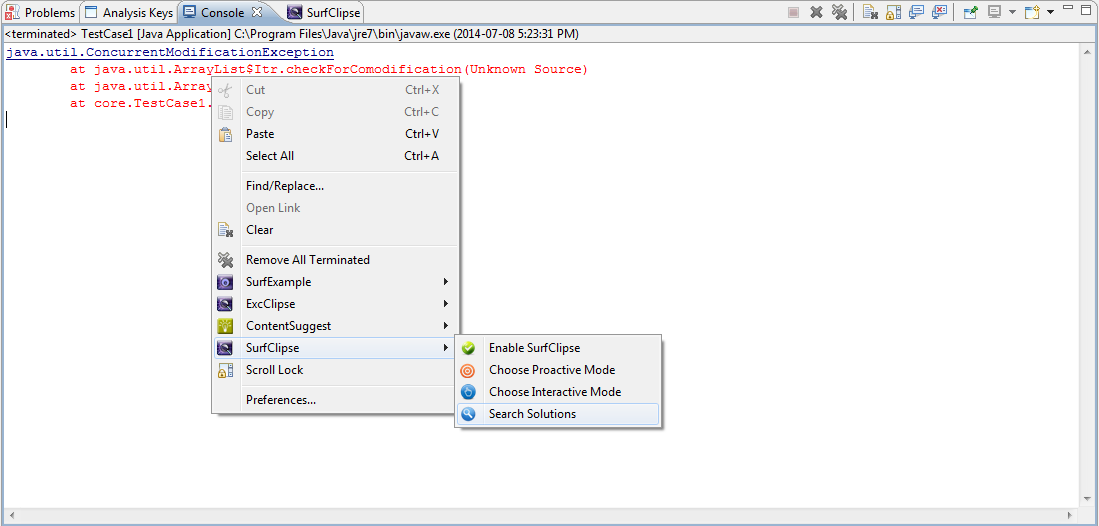 Problems Analysis Keys Console SurfClipse
<terminated> TestCase1 [Java Application] C:\Program Files\Java\jre7\bin\javaw.exe (2014-07-08 5:23:31 PM)
java.util.ConcurrentModificationException
at java.util.ArrayList$Itr.checkForComodification(Unknown Source)
at java.util.Array
at core.TestCase1.
Cut Ctrl+X
Copy Ctrl+C
Paste Ctrl+V
Select All Ctrl+A
Find/Replace...
Open Link
Clear
Remove All Terminated
SurfExample
ExcClipse
ContentSuggest
SurfClipse
Scroll Lock
Preferences...
Enable SurfClipse
Choose Proactive Mode
Choose Interactive Mode
Search Solutions